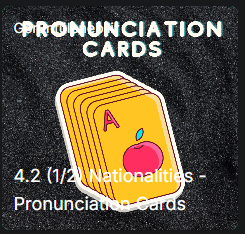 PRONUNCIATION
CARDS
A
4.2 (1/2) Nationalities -
Pronunciation Cards